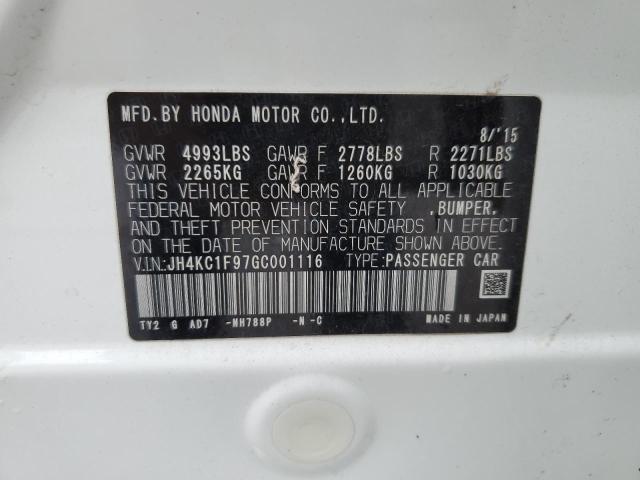 MFD.BY HONDA MOTOR CO.,LTD.
8/'15
GVWR 4993LBS GAWR F 2778LBS R 2271LBS
GVWR 2265KG GAWR F 1260KG R 1030KG
THIS VEHICLE CONFORMS TO ALL APPLICABLE
FEDERAL MOTOR VEHICLE SAFETY ,BUMPER,
AND THEFT PREVENTION STANDARDS IN EFFECT
ON THE DATE OF MANUFACTURE SHOWN ABOVE.
V.I.N.:JH4KC1F97GC001116 TYPE:PASSENGER CAR
TY2 G AD7 -NH788P -N -C MADE IN JAPAN